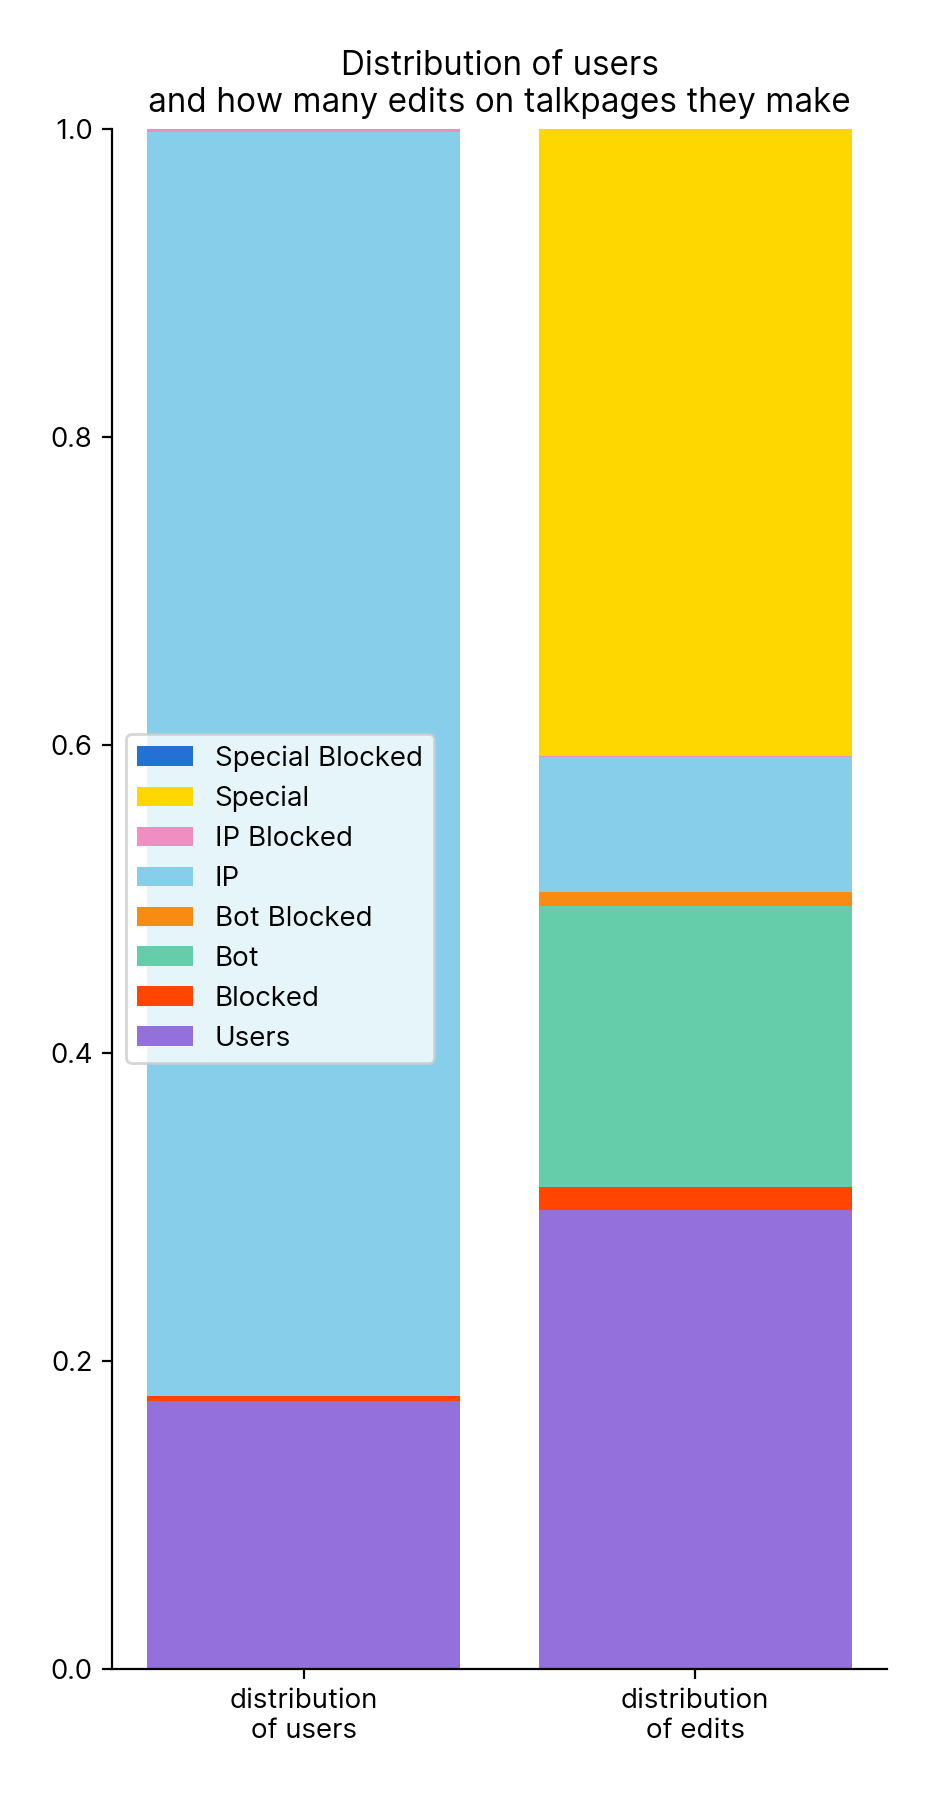 Distribution of users
and how many edits on talkpages they make
1.0
0.8
0.6
0.4
0.2
0.0
Special Blocked
Special
IP Blocked
IP
Bot Blocked
Bot
Blocked
Users
distribution
of users
distribution
of edits